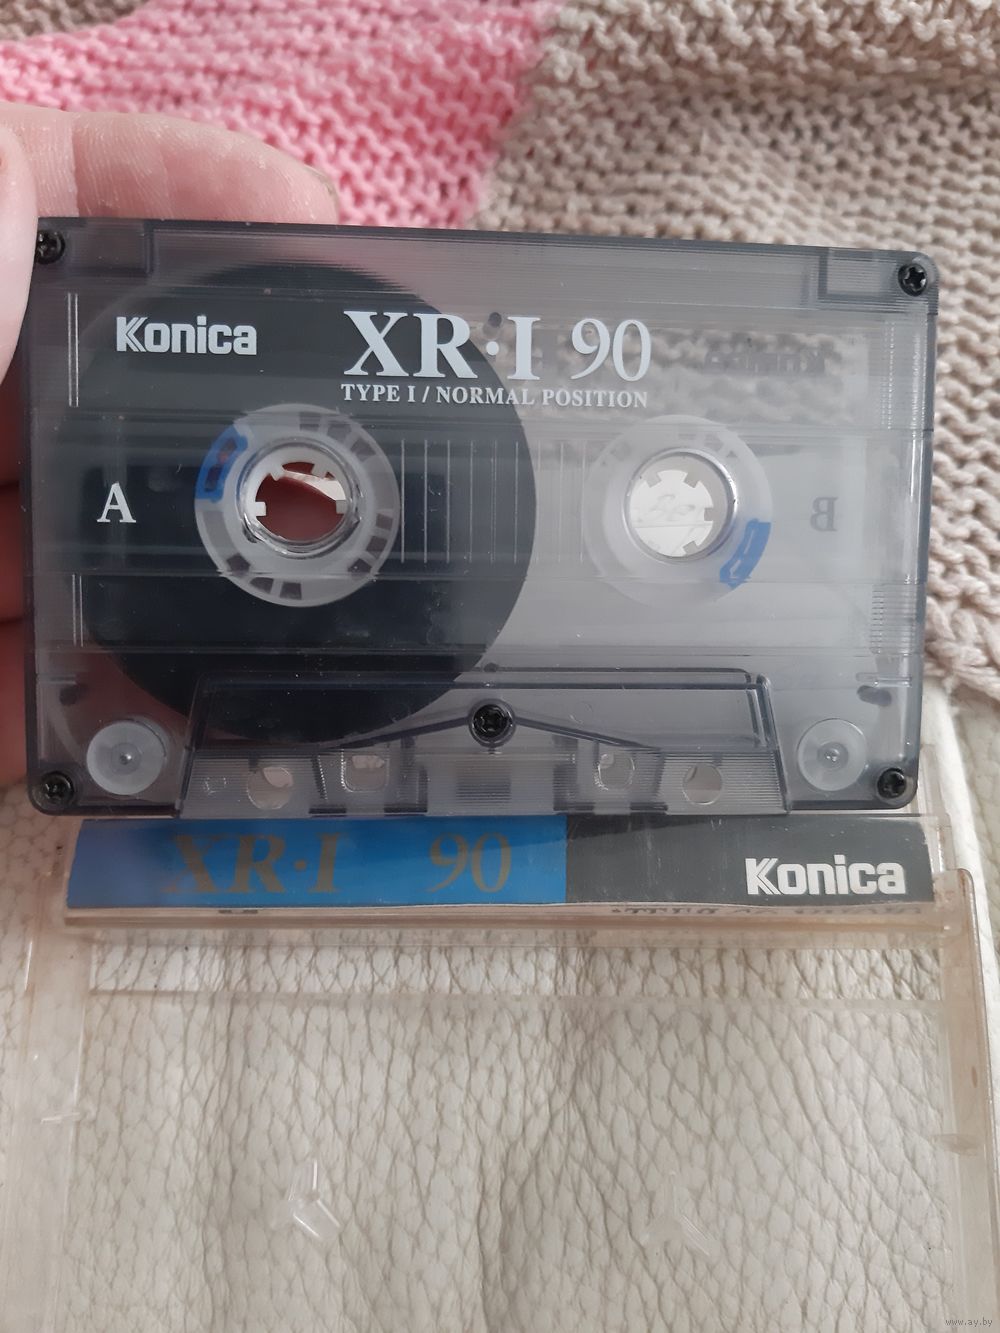 Konica
XR·I 90
TYPE I / NORMAL POSITION
A
B
XR·I 90
Konica
www.ay.by